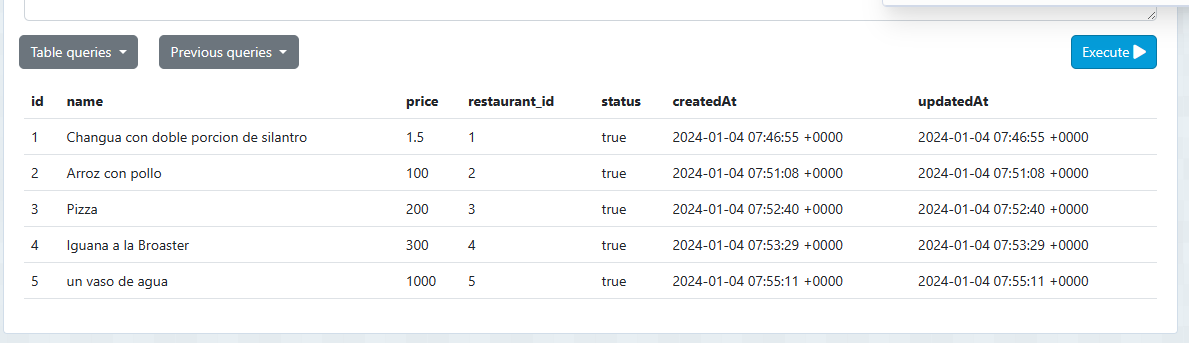 Table queries Previous queries Execute
id name price restaurant_id status createdAt updatedAt
1 Changua con doble porcion de silantro 1.5 1 true 2024-01-04 07:46:55 +0000 2024-01-04 07:46:55 +0000
2 Arroz con pollo 100 2 true 2024-01-04 07:51:08 +0000 2024-01-04 07:51:08 +0000
3 Pizza 200 3 true 2024-01-04 07:52:40 +0000 2024-01-04 07:52:40 +0000
4 Iguana a la Broaster 300 4 true 2024-01-04 07:53:29 +0000 2024-01-04 07:53:29 +0000
5 un vaso de agua 1000 5 true 2024-01-04 07:55:11 +0000 2024-01-04 07:55:11 +0000